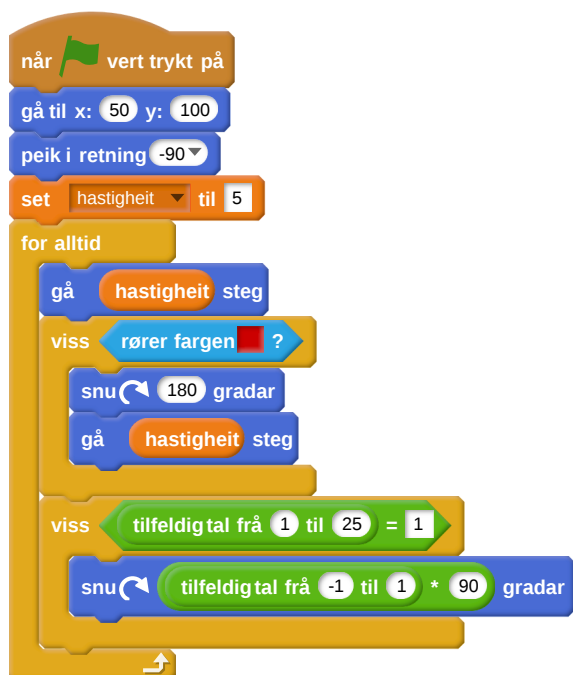 når vert trykt på
gå til x: 50 y: 100
peik i retning -90
set hastigheit til 5
for alltid
gå hastigheit steg
viss rører fargen ?
snu 180 gradar
gå hastigheit steg
viss tilfeldig tal frå 1 til 25 = 1
snu tilfeldig tal frå -1 til 1 * 90 gradar